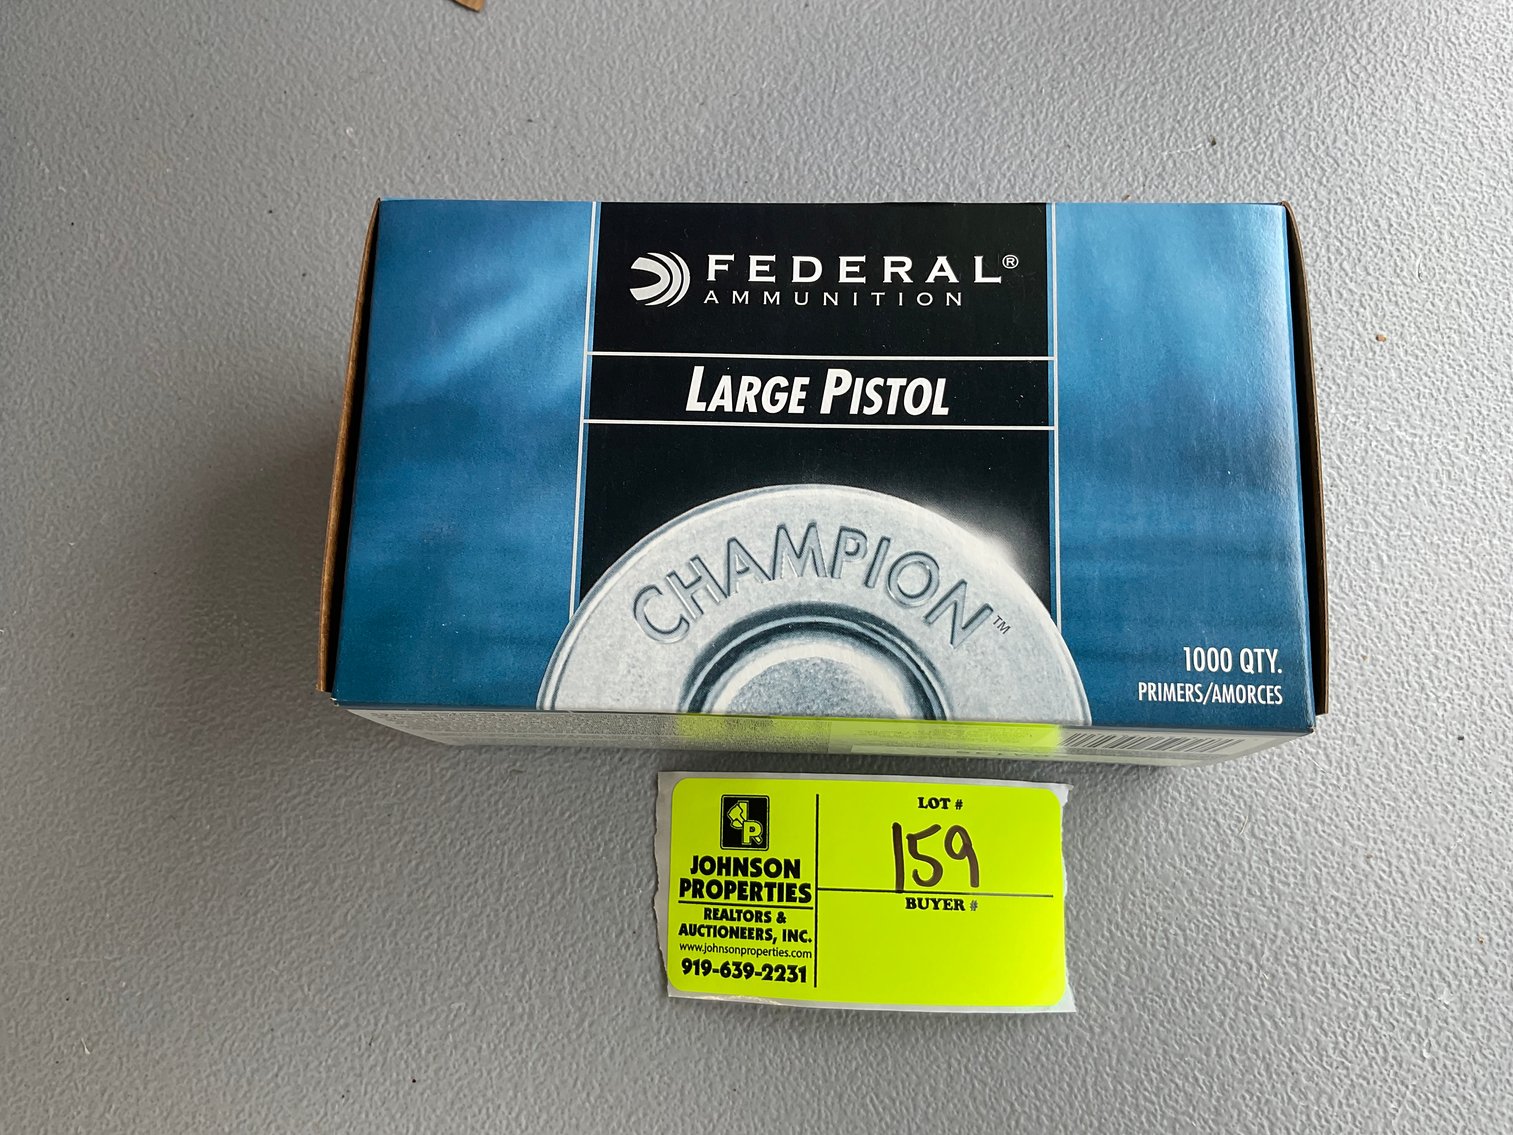 FEDERAL®
AMMUNITION
LARGE PISTOL
CHAMPION™
1000 QTY.
PRIMERS/AMORCES
JOHNSON
PROPERTIES
REALTORS &
AUCTIONEERS, INC.
www.johnsonproperties.com
919-639-2231
LOT #
159
BUYER #